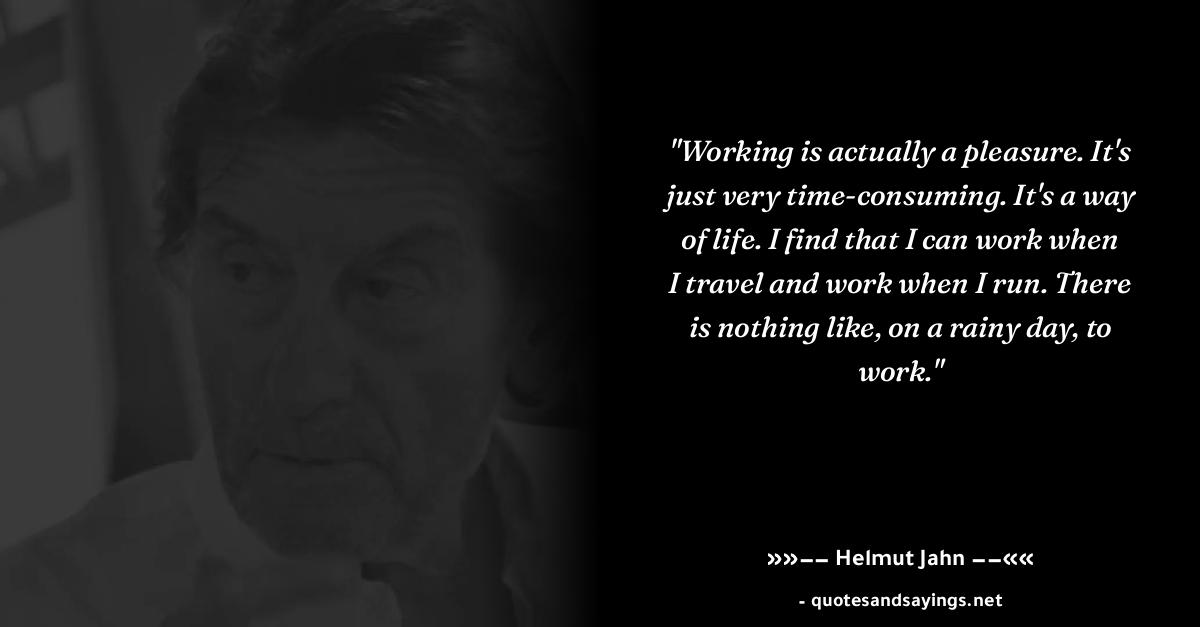 "Working is actually a pleasure. It's
just very time-consuming. It's a way
of life. I find that I can work when
I travel and work when I run. There
is nothing like, on a rainy day, to
work."
»»−− Helmut Jahn −−««
- quotesandsayings.net